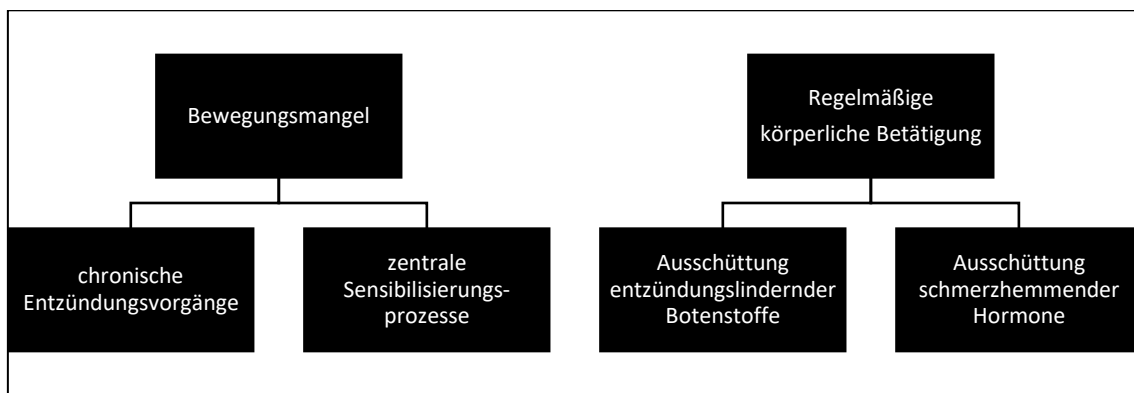 Bewegungsmangel
Regelmäßige
körperliche Betätigung
chronische
Entzündungsvorgänge
zentrale
Sensibilisierungs-
prozesse
Ausschüttung
entzündungslindernder
Botenstoffe
Ausschüttung
schmerzhemmender
Hormone